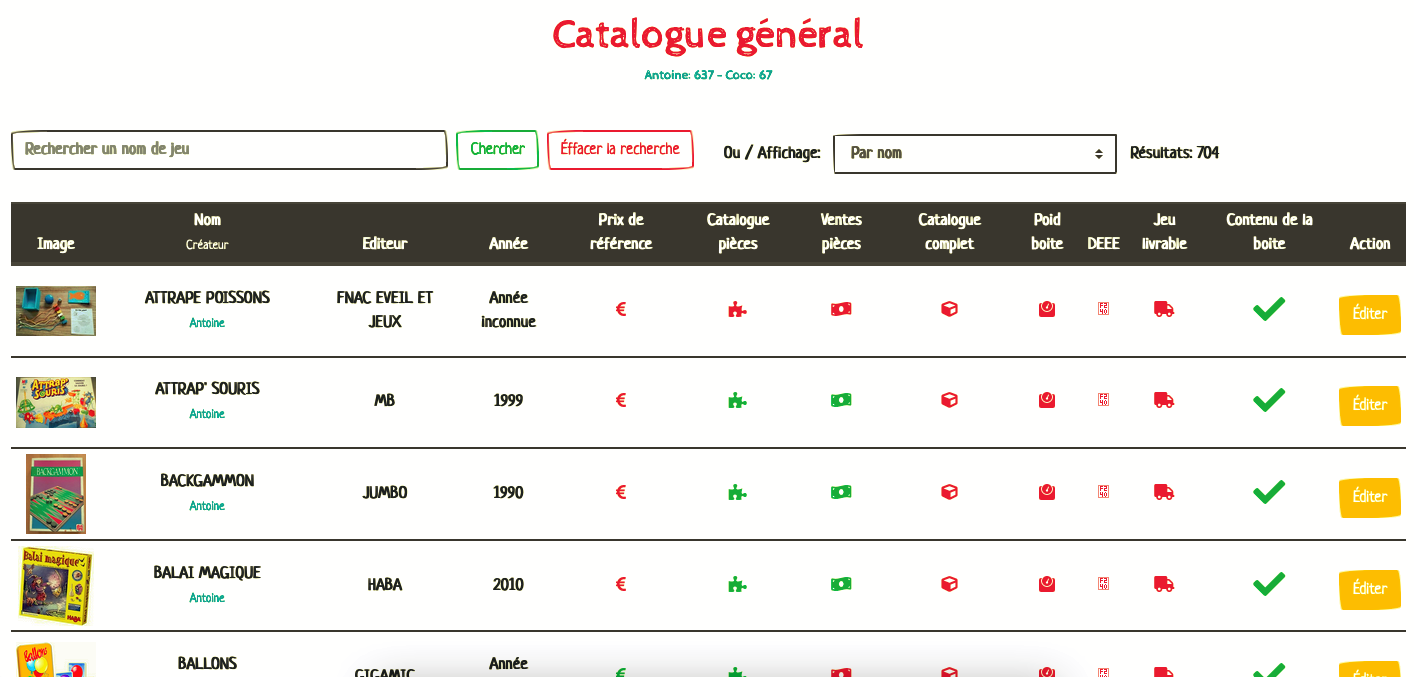 Catalogue général
Antoine: 637 - Coco: 67
Rechercher un nom de jeu
Chercher
Éffacer la recherche
Ou / Affichage:
Par nom
Résultats: 704
Image
Nom
Créateur
Editeur
Année
Prix de
référence
Catalogue
pièces
Ventes
pièces
Catalogue
complet
Poid
boite
DEEE
Jeu
livrable
Contenu de la
boite
Action
ATTRAPE POISSONS
Antoine
FNAC EVEIL ET
JEUX
Année
inconnue
€
Éditer
ATTRAP'
SOURIS
ATTRAP' SOURIS
Antoine
MB
1999
€
Éditer
BACKGAMMON
BACKGAMMON
Antoine
JUMBO
1990
€
Éditer
Balai magique
HABA
BALAI MAGIQUE
Antoine
HABA
2010
€
Éditer
Ballons
BALLONS
GIGAMIC
Année
€
Éditer